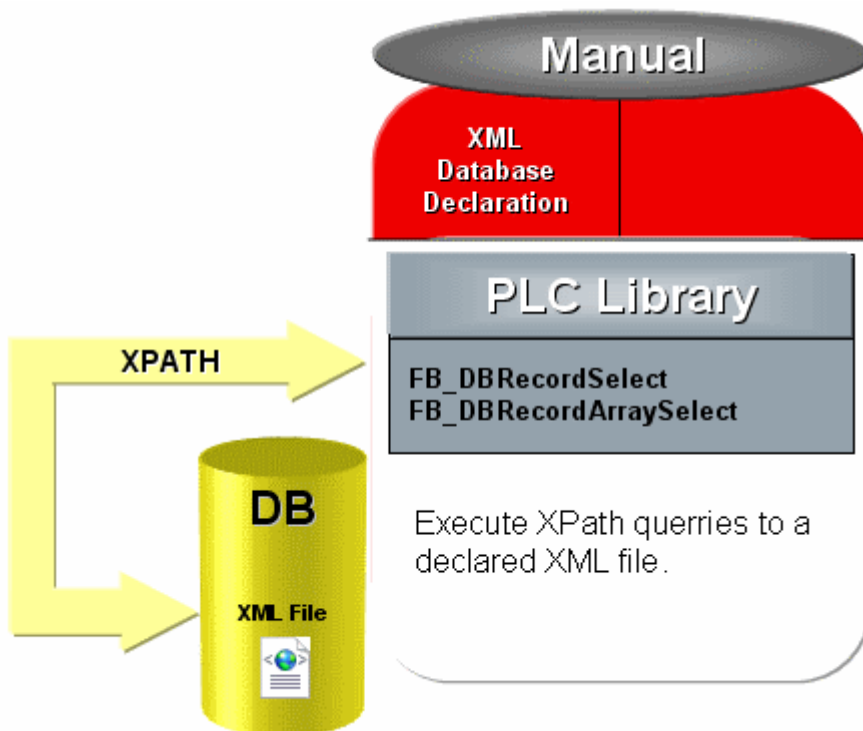 Manual
XML
Database
Declaration
PLC Library
XPATH
FB_DBRecordSelect
FB_DBRecordArraySelect
DB
XML File
Execute XPath querries to a
declared XML file.